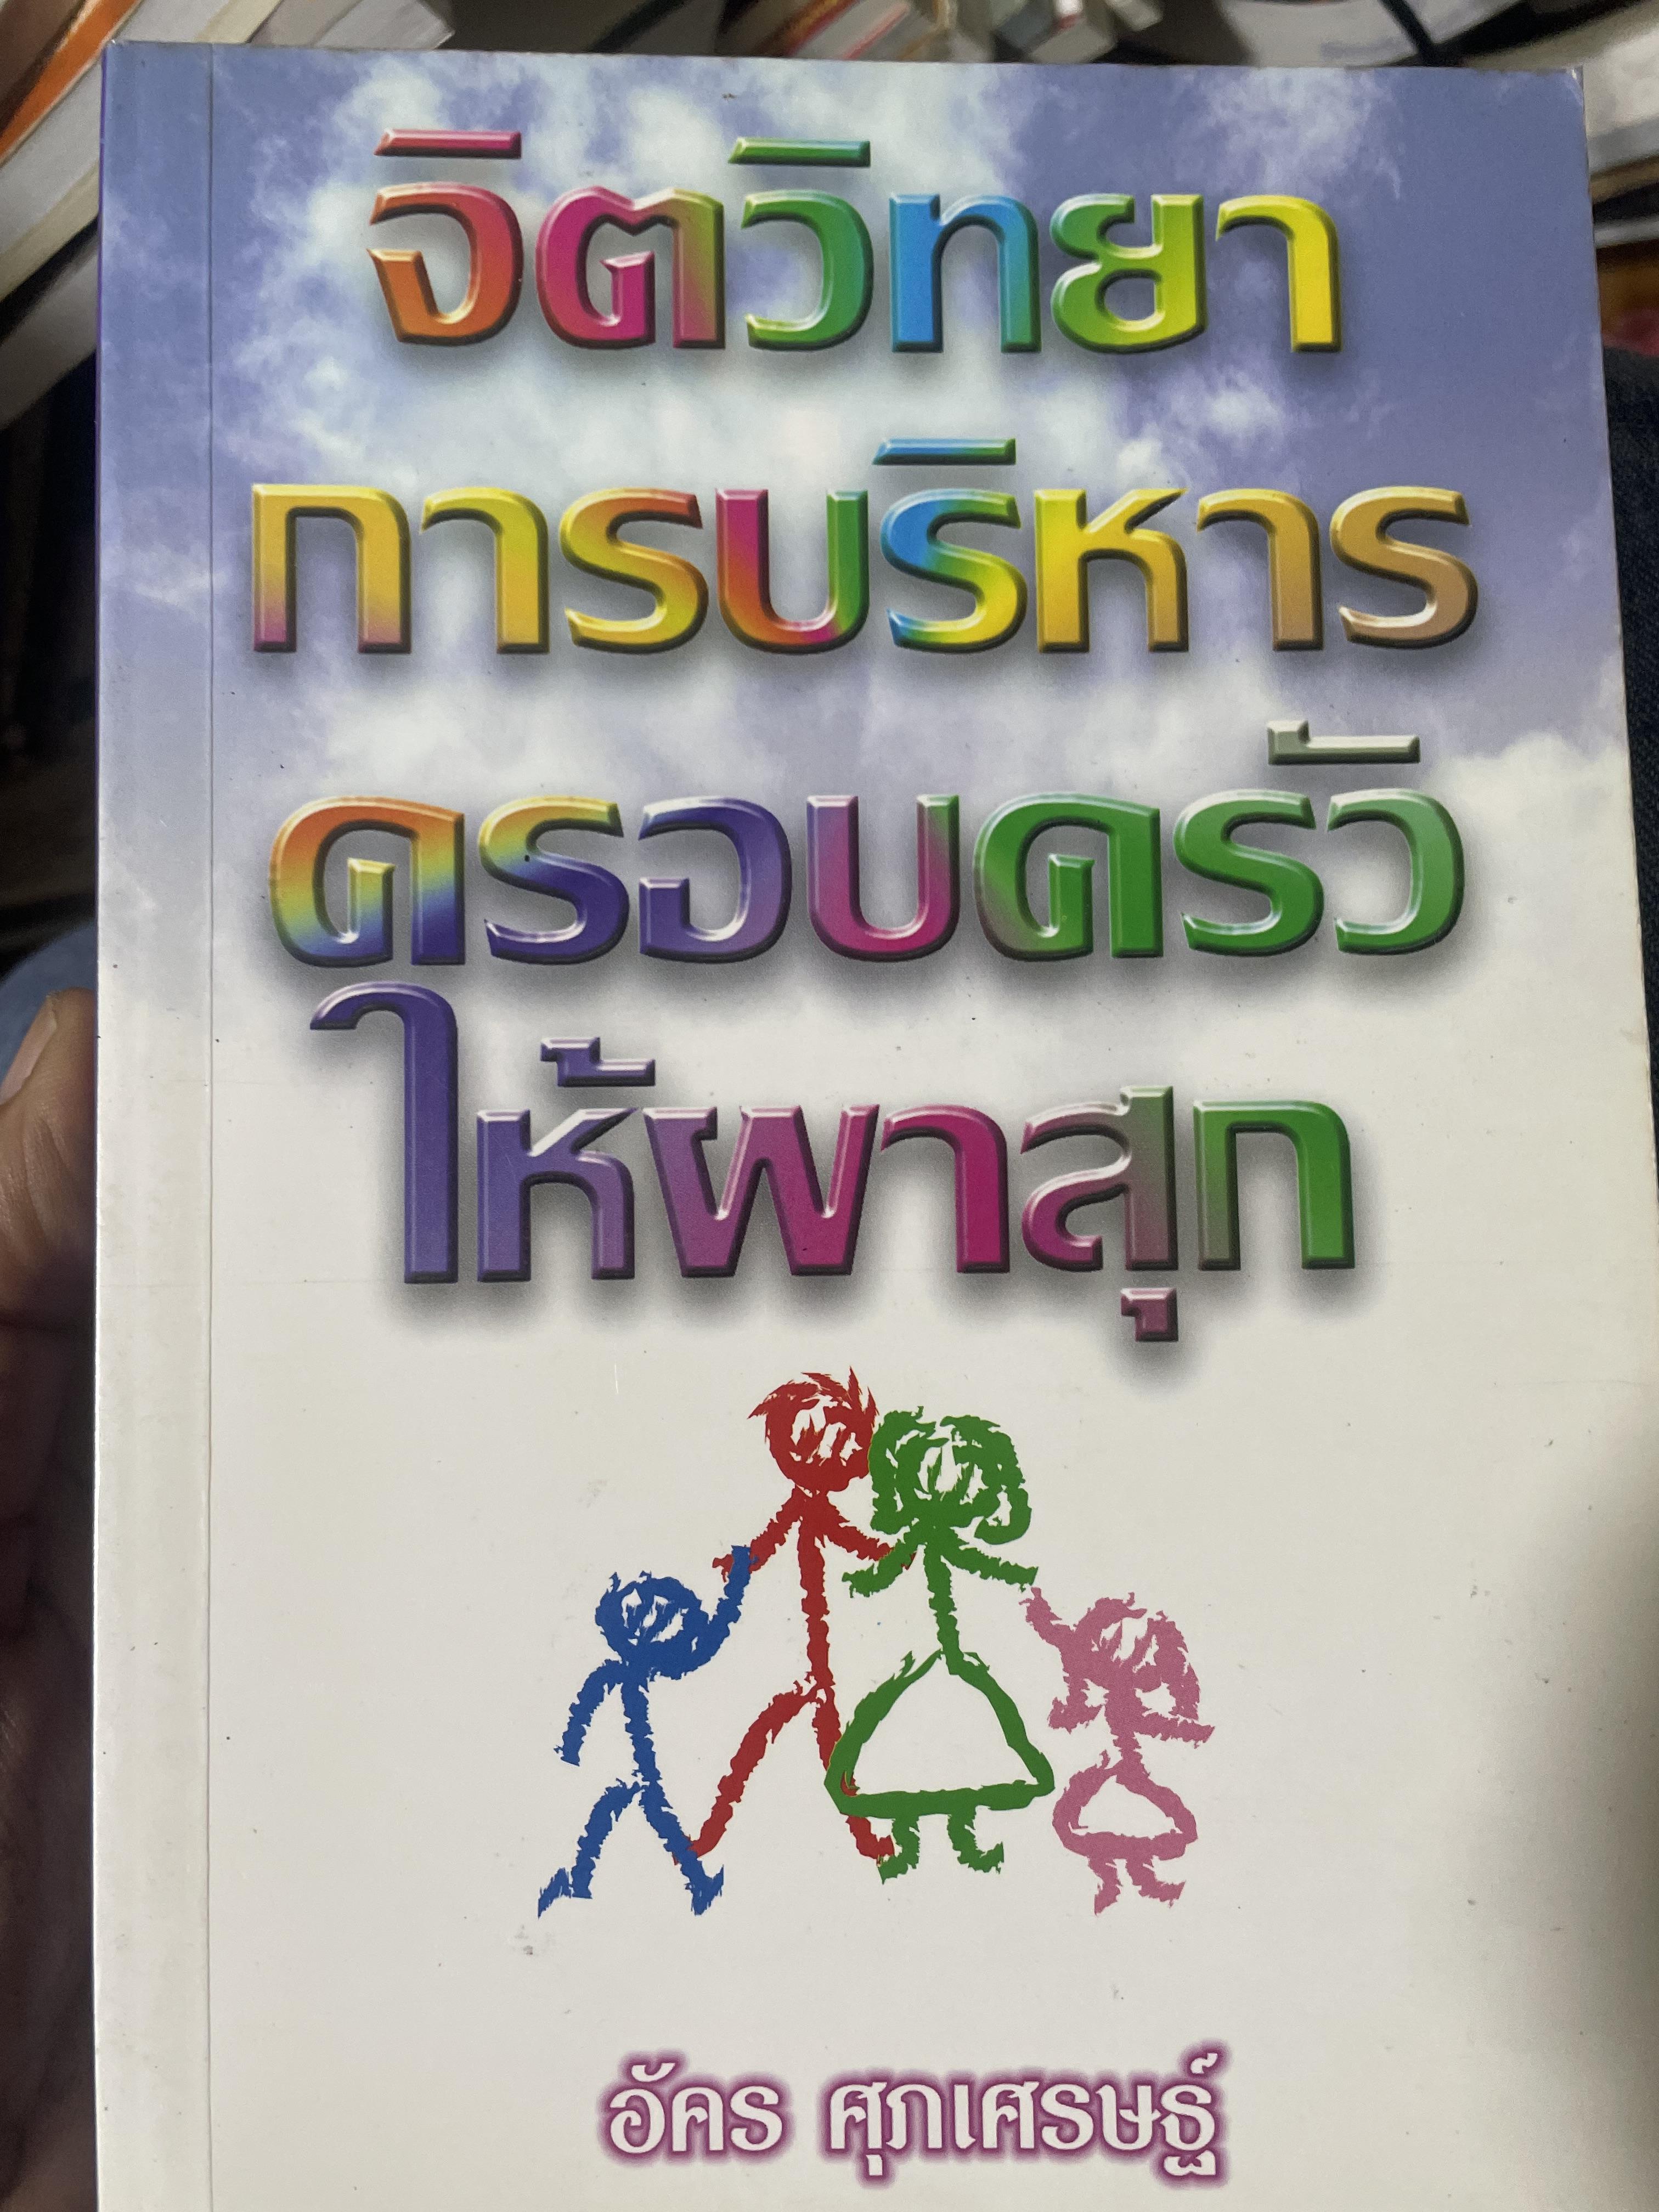 จิตวิทยา
การบริหาร
ครอบครัว
ให้ผาสุก
อัคร ศุภเศรษฐ์